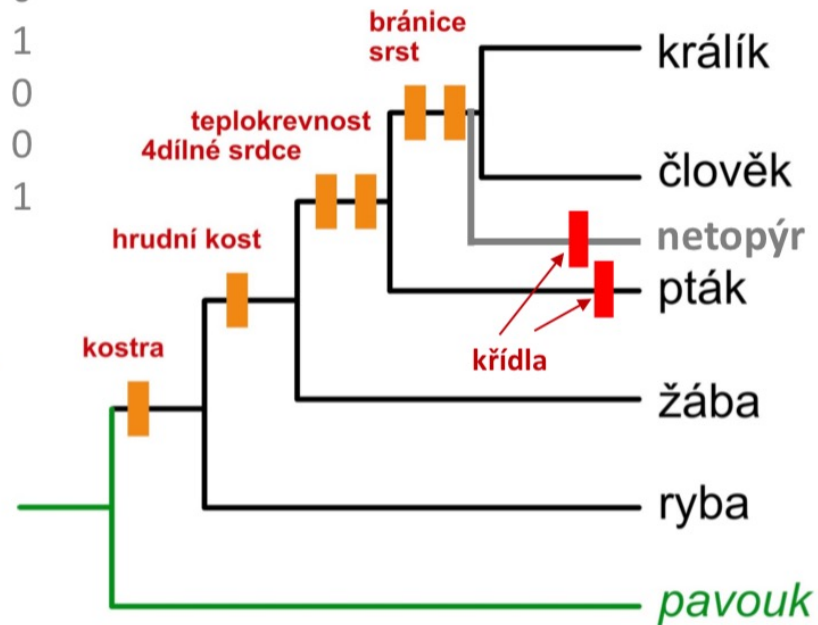 1
0
0
1
bránice
srst
králík
teplokrevnost
4dílné srdce
člověk
hrudní kost
netopýr
pták
křídla
kostra
žába
ryba
pavouk